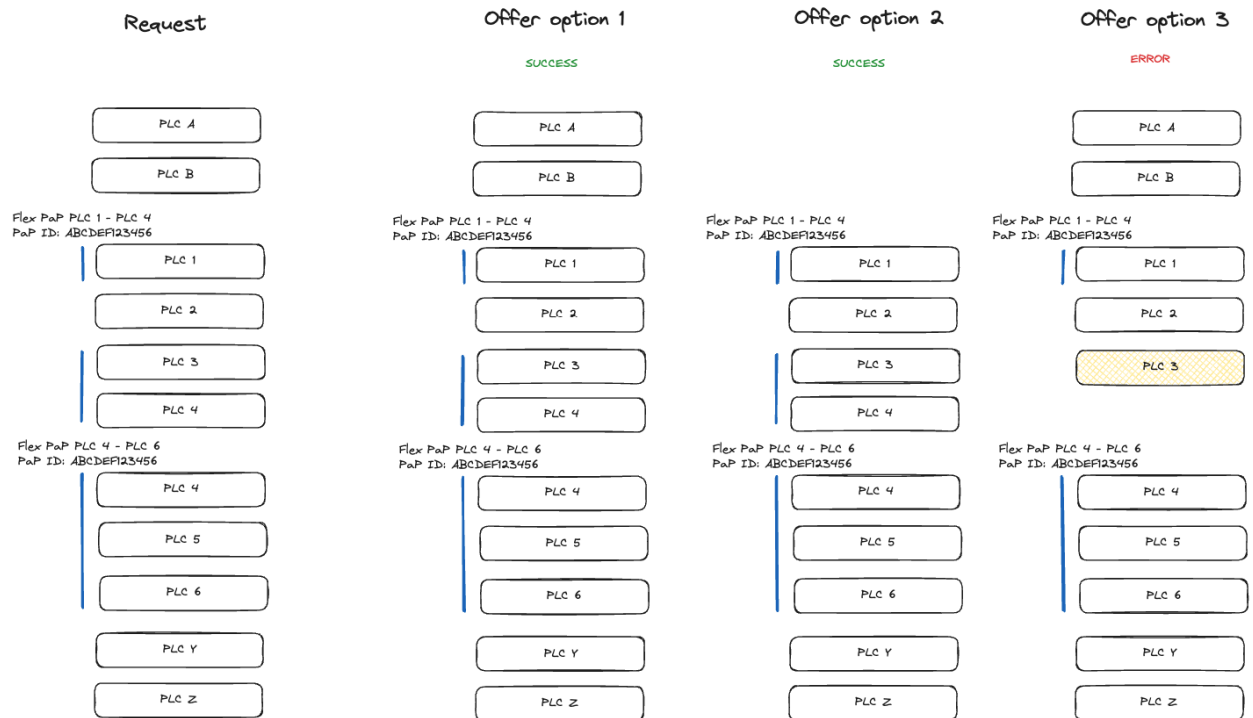 Request
PLC A
PLC B
Flex PaP PLC 1 - PLC 4
PaP ID: ABCDEF123456
PLC 1
PLC 2
PLC 3
PLC 4
Flex PaP PLC 4 - PLC 6
PaP ID: ABCDEF123456
PLC 4
PLC 5
PLC 6
PLC Y
PLC Z
Offer option 1
SUCCESS
PLC A
PLC B
Flex PaP PLC 1 - PLC 4
PaP ID: ABCDEF123456
PLC 1
PLC 2
PLC 3
PLC 4
Flex PaP PLC 4 - PLC 6
PaP ID: ABCDEF123456
PLC 4
PLC 5
PLC 6
PLC Y
PLC Z
Offer option 2
SUCCESS
Flex PaP PLC 1 - PLC 4
PaP ID: ABCDEF123456
PLC 1
PLC 2
PLC 3
PLC 4
Flex PaP PLC 4 - PLC 6
PaP ID: ABCDEF123456
PLC 4
PLC 5
PLC 6
PLC Y
PLC Z
Offer option 3
ERROR
PLC A
PLC B
Flex PaP PLC 1 - PLC 4
PaP ID: ABCDEF123456
PLC 1
PLC 2
PLC 3
Flex PaP PLC 4 - PLC 6
PaP ID: ABCDEF123456
PLC 4
PLC 5
PLC 6
PLC Y
PLC Z